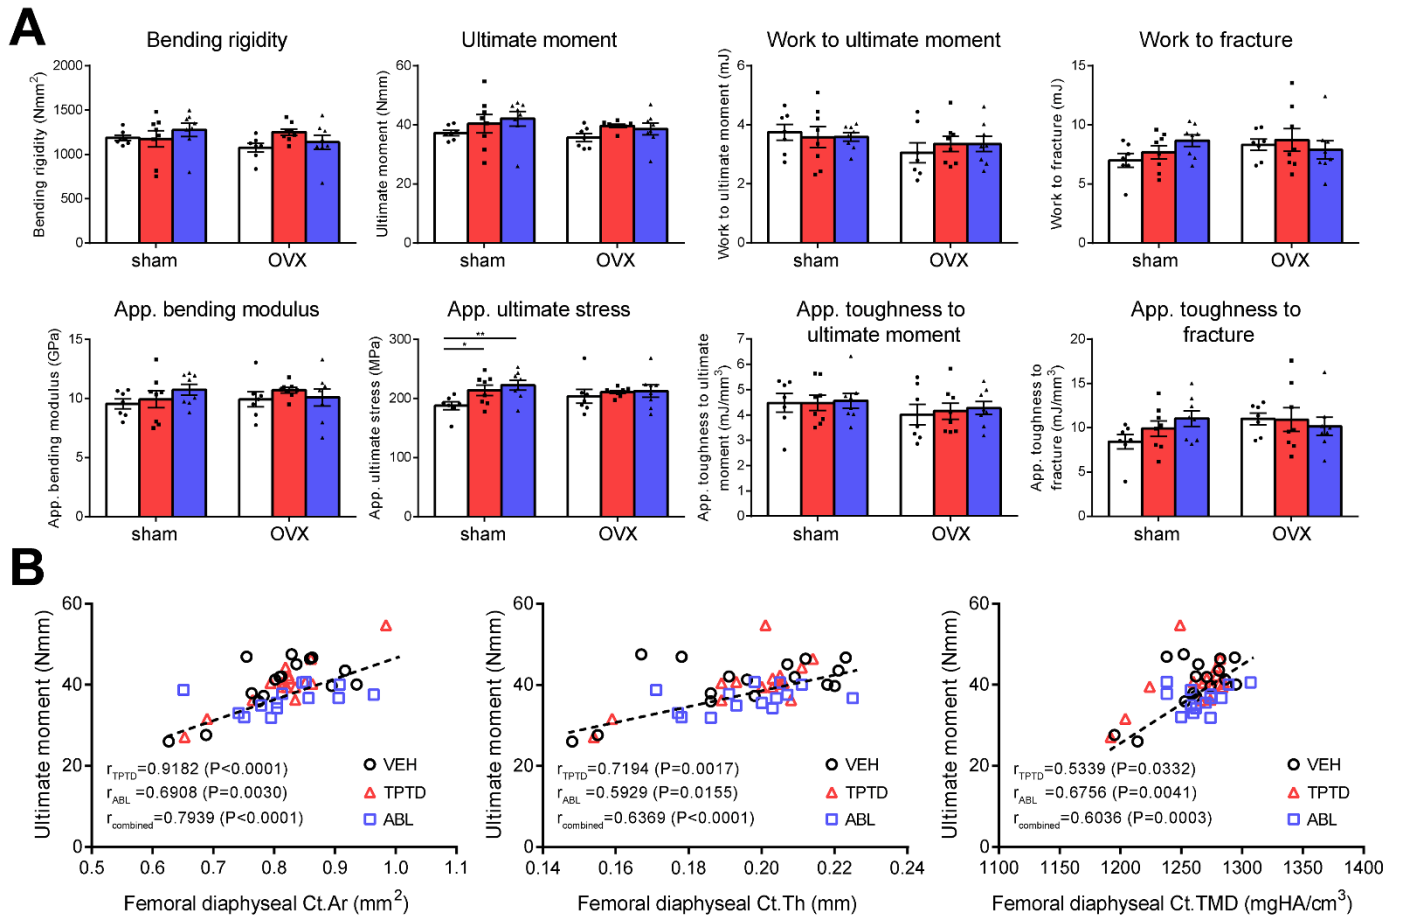 A
Bending rigidity
Bending rigidity (Nmm²)
2000
1500
1000
500
0
sham
OVX
Ultimate moment
Ultimate moment (Nmm)
60
40
20
0
sham
OVX
Work to ultimate moment
Work to ultimate moment (mJ)
6
4
2
0
sham
OVX
Work to fracture
Work to fracture (mJ)
15
10
5
0
sham
OVX
App. bending modulus
App. bending modulus (GPa)
15
10
5
0
sham
OVX
App. ultimate stress
App. ultimate stress (MPa)
300
200
100
0
**
*
sham
OVX
App. toughness to
ultimate moment
App. toughness to ultimate
moment (mJ/mm³)
7
6
5
4
3
2
1
0
sham
OVX
App. toughness to
fracture
App. toughness to
fracture (mJ/mm³)
20
15
10
5
0
sham
OVX
B
Ultimate moment (Nmm)
60
40
20
0
rTPTD=0.9182 (P<0.0001)
rABL =0.6908 (P=0.0030)
rcombined=0.7939 (P<0.0001)
VEH
TPTD
ABL
0.5 0.6 0.7 0.8 0.9 1.0 1.1
Femoral diaphyseal Ct.Ar (mm²)
Ultimate moment (Nmm)
60
40
20
0
rTPTD=0.7194 (P=0.0017)
rABL =0.5929 (P=0.0155)
rcombined=0.6369 (P<0.0001)
VEH
TPTD
ABL
0.14 0.16 0.18 0.20 0.22 0.24
Femoral diaphyseal Ct.Th (mm)
Ultimate moment (Nmm)
60
40
20
0
rTPTD=0.5339 (P=0.0332)
rABL =0.6756 (P=0.0041)
rcombined=0.6036 (P=0.0003)
VEH
TPTD
ABL
1100 1150 1200 1250 1300 1350 1400
Femoral diaphyseal Ct.TMD (mgHA/cm³)